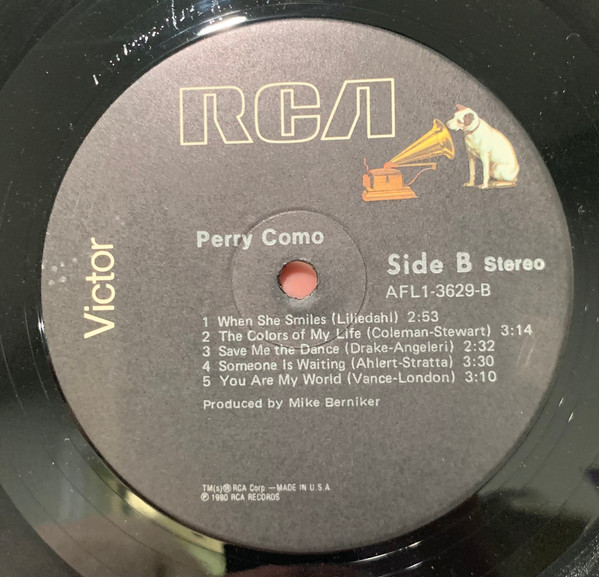 RCA
Victor
Perry Como
Side B Stereo
AFL1-3629-B
1 When She Smiles (Liliedahl) 2:53
2 The Colors of My Life (Coleman-Stewart) 3:14
3 Save Me the Dance (Drake-Angeleri) 2:32
4 Someone Is Waiting (Ahlert-Stratta) 3:30
5 You Are My World (Vance-London) 3:10
Produced by Mike Berniker
TM(s)® RCA Corp. —MADE IN U.S.A.
℗ 1980 RCA RECORDS